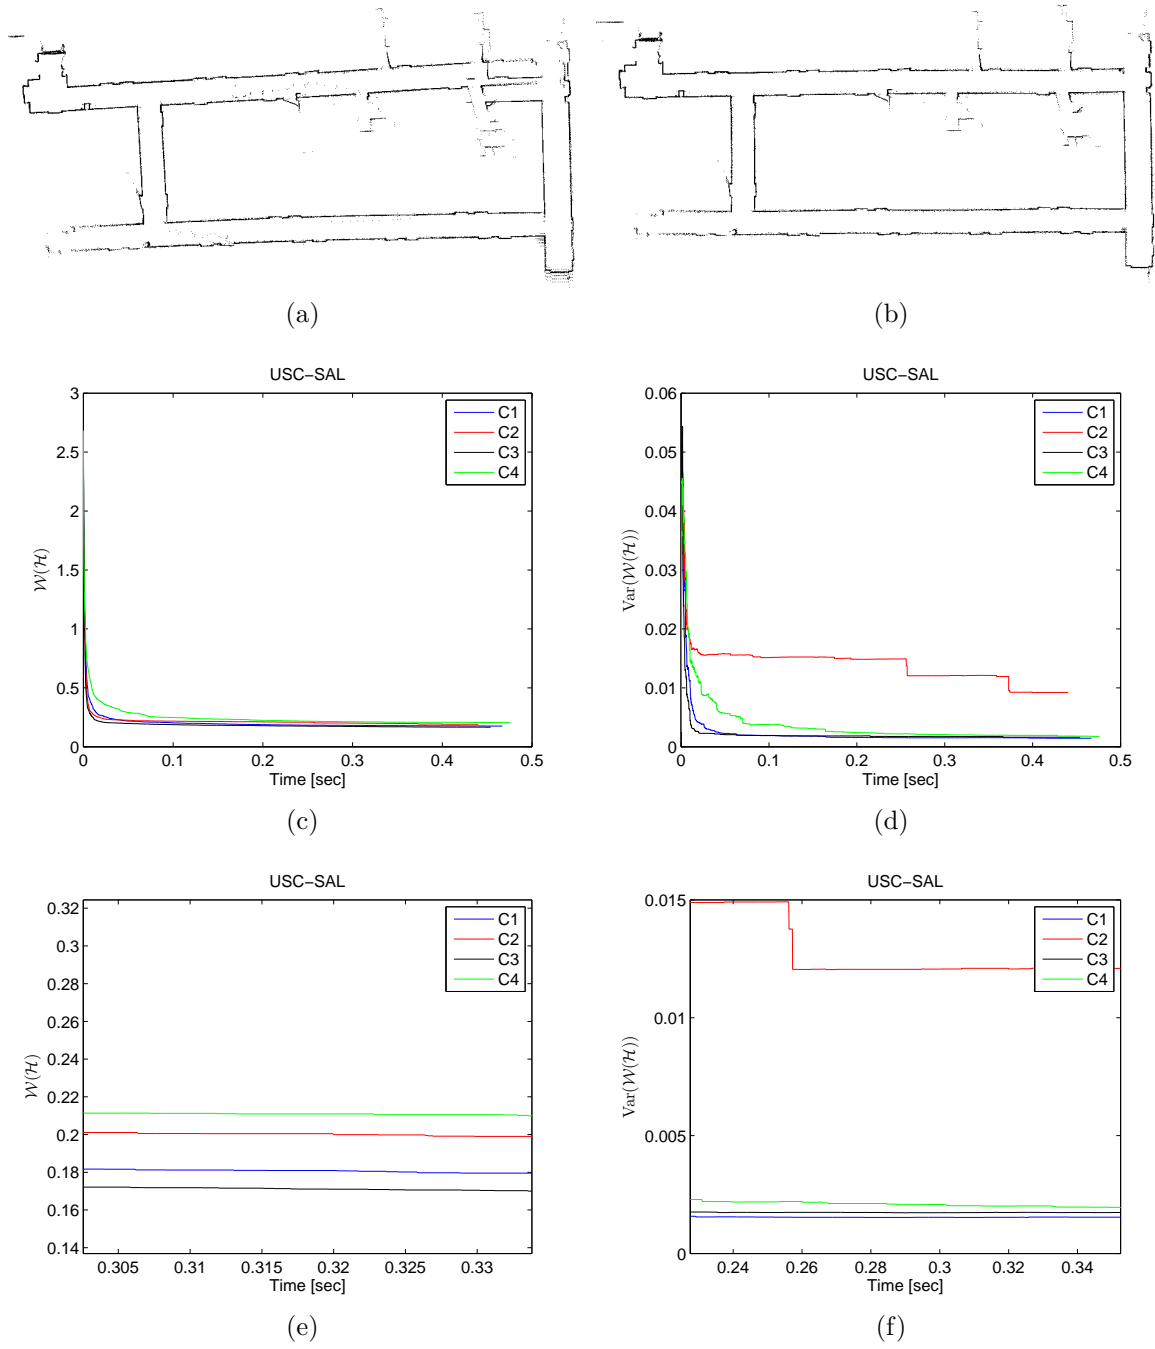 (a)
(b)
USC−SAL
3
2.5
2
1.5
1
0.5
0
W(H)
0
0.1
0.2
0.3
0.4
0.5
Time [sec]
C1
C2
C3
C4
(c)
USC−SAL
0.06
0.05
0.04
0.03
0.02
0.01
0
Var(W(H))
0
0.1
0.2
0.3
0.4
0.5
Time [sec]
C1
C2
C3
C4
(d)
USC−SAL
0.32
0.3
0.28
0.26
0.24
0.22
0.2
0.18
0.16
0.14
W(H)
0.305
0.31
0.315
0.32
0.325
0.33
Time [sec]
C1
C2
C3
C4
(e)
USC−SAL
0.015
0.01
0.005
0
Var(W(H))
0.24
0.26
0.28
0.3
0.32
0.34
Time [sec]
C1
C2
C3
C4
(f)